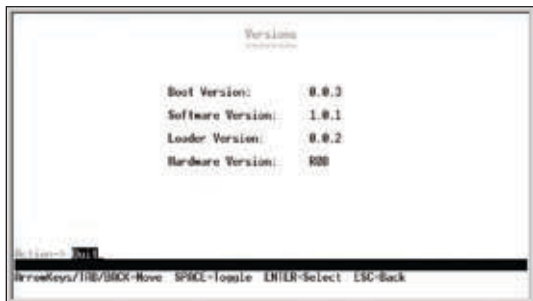 Versions
Boot Version: 0.0.3
Software Version: 1.0.1
Loader Version: 0.0.2
Hardware Version: R00
Action-> Quit
ArrowKeys/TAB/BACK-Move SPACE-Toggle ENTER-Select ESC-Back